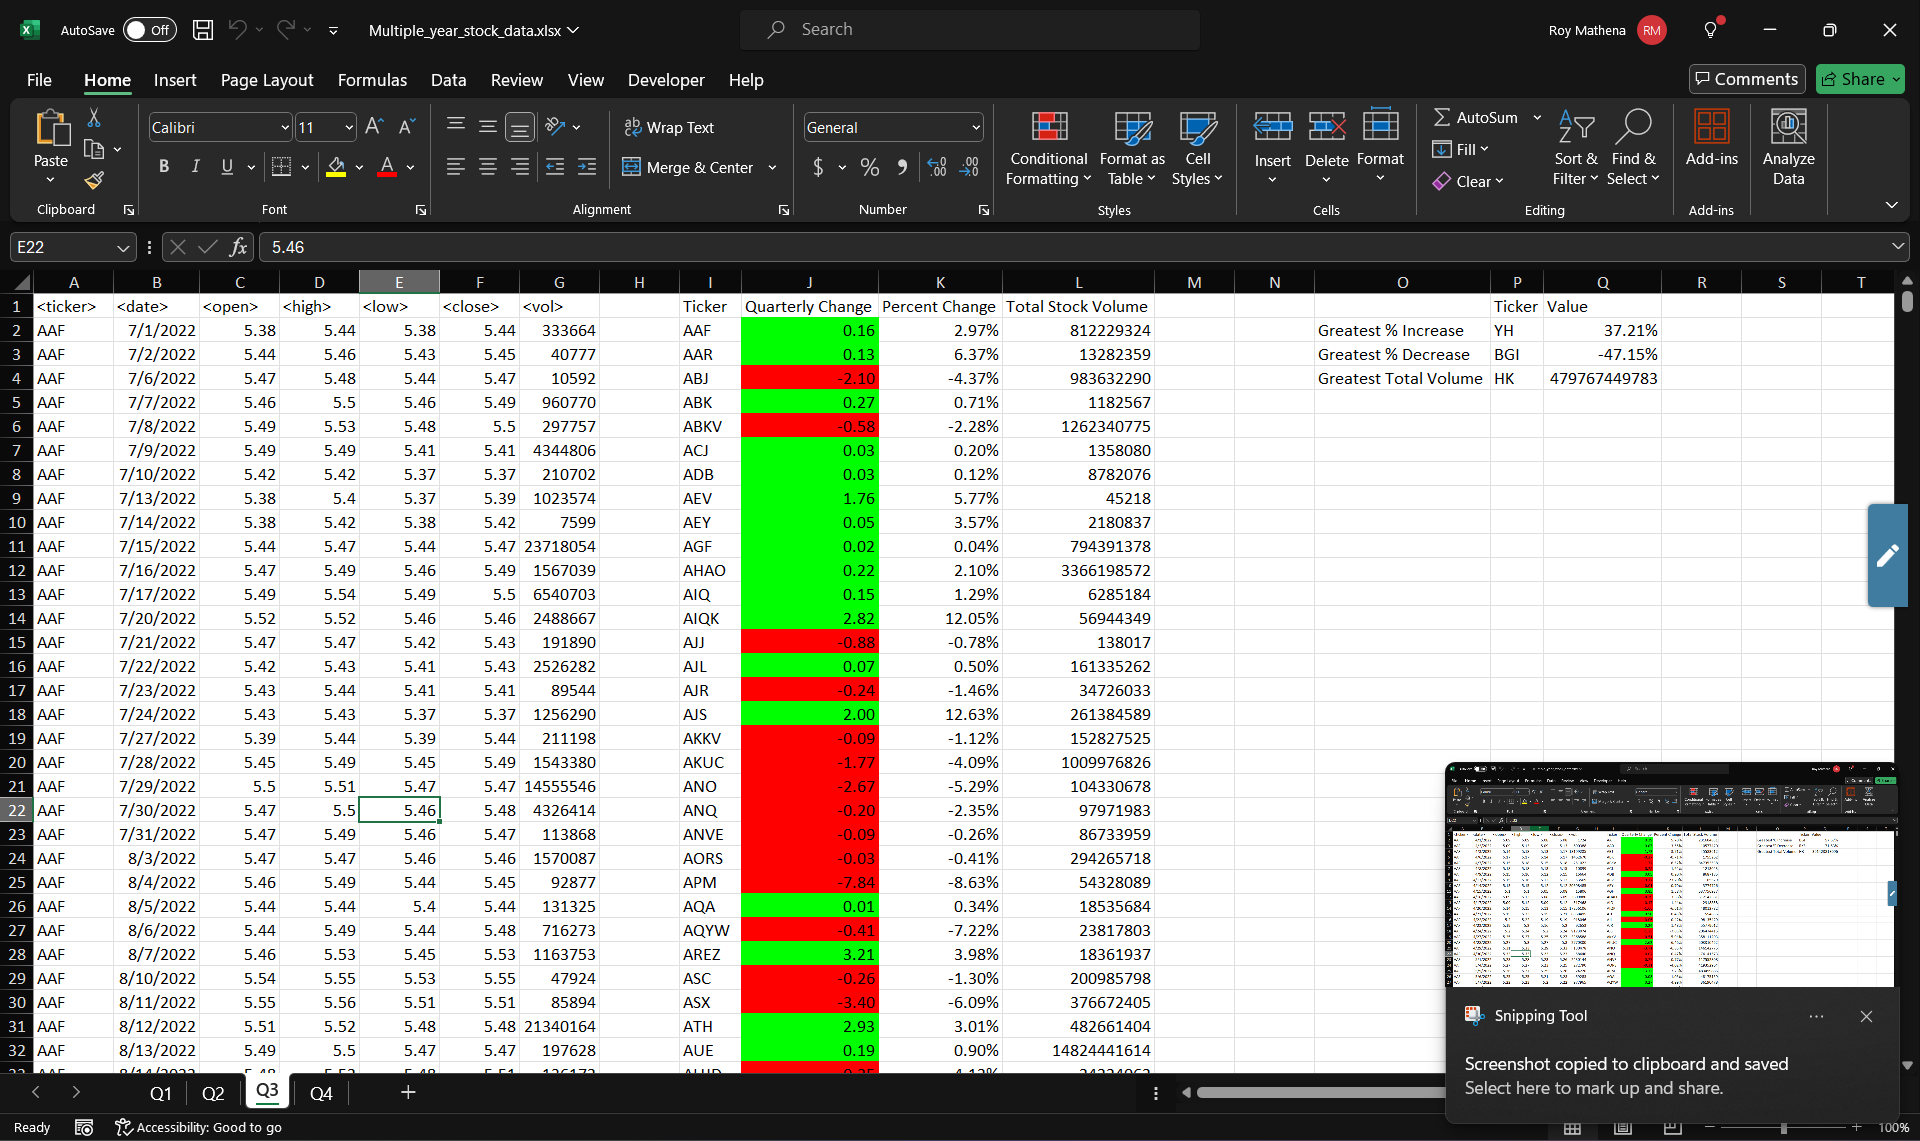 AutoSave Off Multiple_year_stock_data.xlsx Search Roy Mathena RM
File Home Insert Page Layout Formulas Data Review View Developer Help Comments Share
Paste Calibri 11 Wrap Text General Conditional Formatting Format as Table Cell Styles Insert Delete Format AutoSum Fill Clear Sort & Filter Find & Select Add-ins Analyze Data
B I U Merge & Center $ % 9
Clipboard Font Alignment Number Styles Cells Editing Add-ins
E22 fx 5.46
A B C D E F G H I J K L M N O P Q R S T
1 <ticker> <date> <open> <high> <low> <close> <vol> Ticker Quarterly Change Percent Change Total Stock Volume Ticker Value
2 AAF 7/1/2022 5.38 5.44 5.38 5.44 333664 AAF 0.16 2.97% 812229324 Greatest % Increase YH 37.21%
3 AAF 7/2/2022 5.44 5.46 5.43 5.45 40777 AAR 0.13 6.37% 13282359 Greatest % Decrease BGI -47.15%
4 AAF 7/6/2022 5.47 5.48 5.44 5.47 10592 ABJ -2.10 -4.37% 983632290 Greatest Total Volume HK 479767449783
5 AAF 7/7/2022 5.46 5.5 5.46 5.49 960770 ABK 0.27 0.71% 1182567
6 AAF 7/8/2022 5.49 5.53 5.48 5.5 297757 ABKV -0.58 -2.28% 1262340775
7 AAF 7/9/2022 5.49 5.49 5.41 5.41 4344806 ACJ 0.03 0.20% 1358080
8 AAF 7/10/2022 5.42 5.42 5.37 5.37 210702 ADB 0.03 0.12% 8782076
9 AAF 7/13/2022 5.38 5.4 5.37 5.39 1023574 AEV 1.76 5.77% 45218
10 AAF 7/14/2022 5.38 5.42 5.38 5.42 7599 AEY 0.05 3.57% 2180837
11 AAF 7/15/2022 5.44 5.47 5.44 5.47 23718054 AGF 0.02 0.04% 794391378
12 AAF 7/16/2022 5.47 5.49 5.46 5.49 1567039 AHAO 0.22 2.10% 3366198572
13 AAF 7/17/2022 5.49 5.54 5.49 5.5 6540703 AIQ 0.15 1.29% 6285184
14 AAF 7/20/2022 5.52 5.52 5.46 5.46 2488667 AIQK 2.82 12.05% 56944349
15 AAF 7/21/2022 5.47 5.47 5.42 5.43 191890 AJJ -0.88 -0.78% 138017
16 AAF 7/22/2022 5.42 5.43 5.41 5.43 2526282 AJL 0.07 0.50% 161335262
17 AAF 7/23/2022 5.43 5.44 5.41 5.41 89544 AJR -0.24 -1.46% 34726033
18 AAF 7/24/2022 5.43 5.43 5.37 5.37 1256290 AJS 2.00 12.63% 261384589
19 AAF 7/27/2022 5.39 5.44 5.39 5.44 211198 AKKV -0.09 -1.12% 152827525
20 AAF 7/28/2022 5.45 5.49 5.45 5.49 1543380 AKUC -1.77 -4.09% 1009976826
21 AAF 7/29/2022 5.5 5.51 5.47 5.47 14555546 ANO -2.67 -5.29% 104330678
22 AAF 7/30/2022 5.47 5.5 5.46 5.48 4326414 ANQ -0.20 -2.35% 97971983
23 AAF 7/31/2022 5.47 5.49 5.46 5.47 113868 ANVE -0.09 -0.26% 86733959
24 AAF 8/3/2022 5.47 5.47 5.46 5.46 1570087 AORS -0.03 -0.41% 294265718
25 AAF 8/4/2022 5.46 5.49 5.44 5.45 92877 APM -7.84 -8.63% 54328089
26 AAF 8/5/2022 5.44 5.44 5.4 5.44 131325 AQA 0.01 0.34% 18535684
27 AAF 8/6/2022 5.44 5.49 5.44 5.48 716273 AQYW -0.41 -7.22% 23817803
28 AAF 8/7/2022 5.46 5.53 5.45 5.53 1163753 AREZ 3.21 3.98% 18361937
29 AAF 8/10/2022 5.54 5.55 5.53 5.55 47924 ASC -0.26 -1.30% 200985798
30 AAF 8/11/2022 5.55 5.56 5.51 5.51 85894 ASX -3.40 -6.09% 376672405
31 AAF 8/12/2022 5.51 5.52 5.48 5.48 21340164 ATH 2.93 3.01% 482661404
32 AAF 8/13/2022 5.49 5.5 5.47 5.47 197628 AUE 0.19 0.90% 14824441614
Snipping Tool
Screenshot copied to clipboard and saved
Select here to mark up and share.
Q1 Q2 Q3 Q4
Ready Accessibility: Good to go 100%